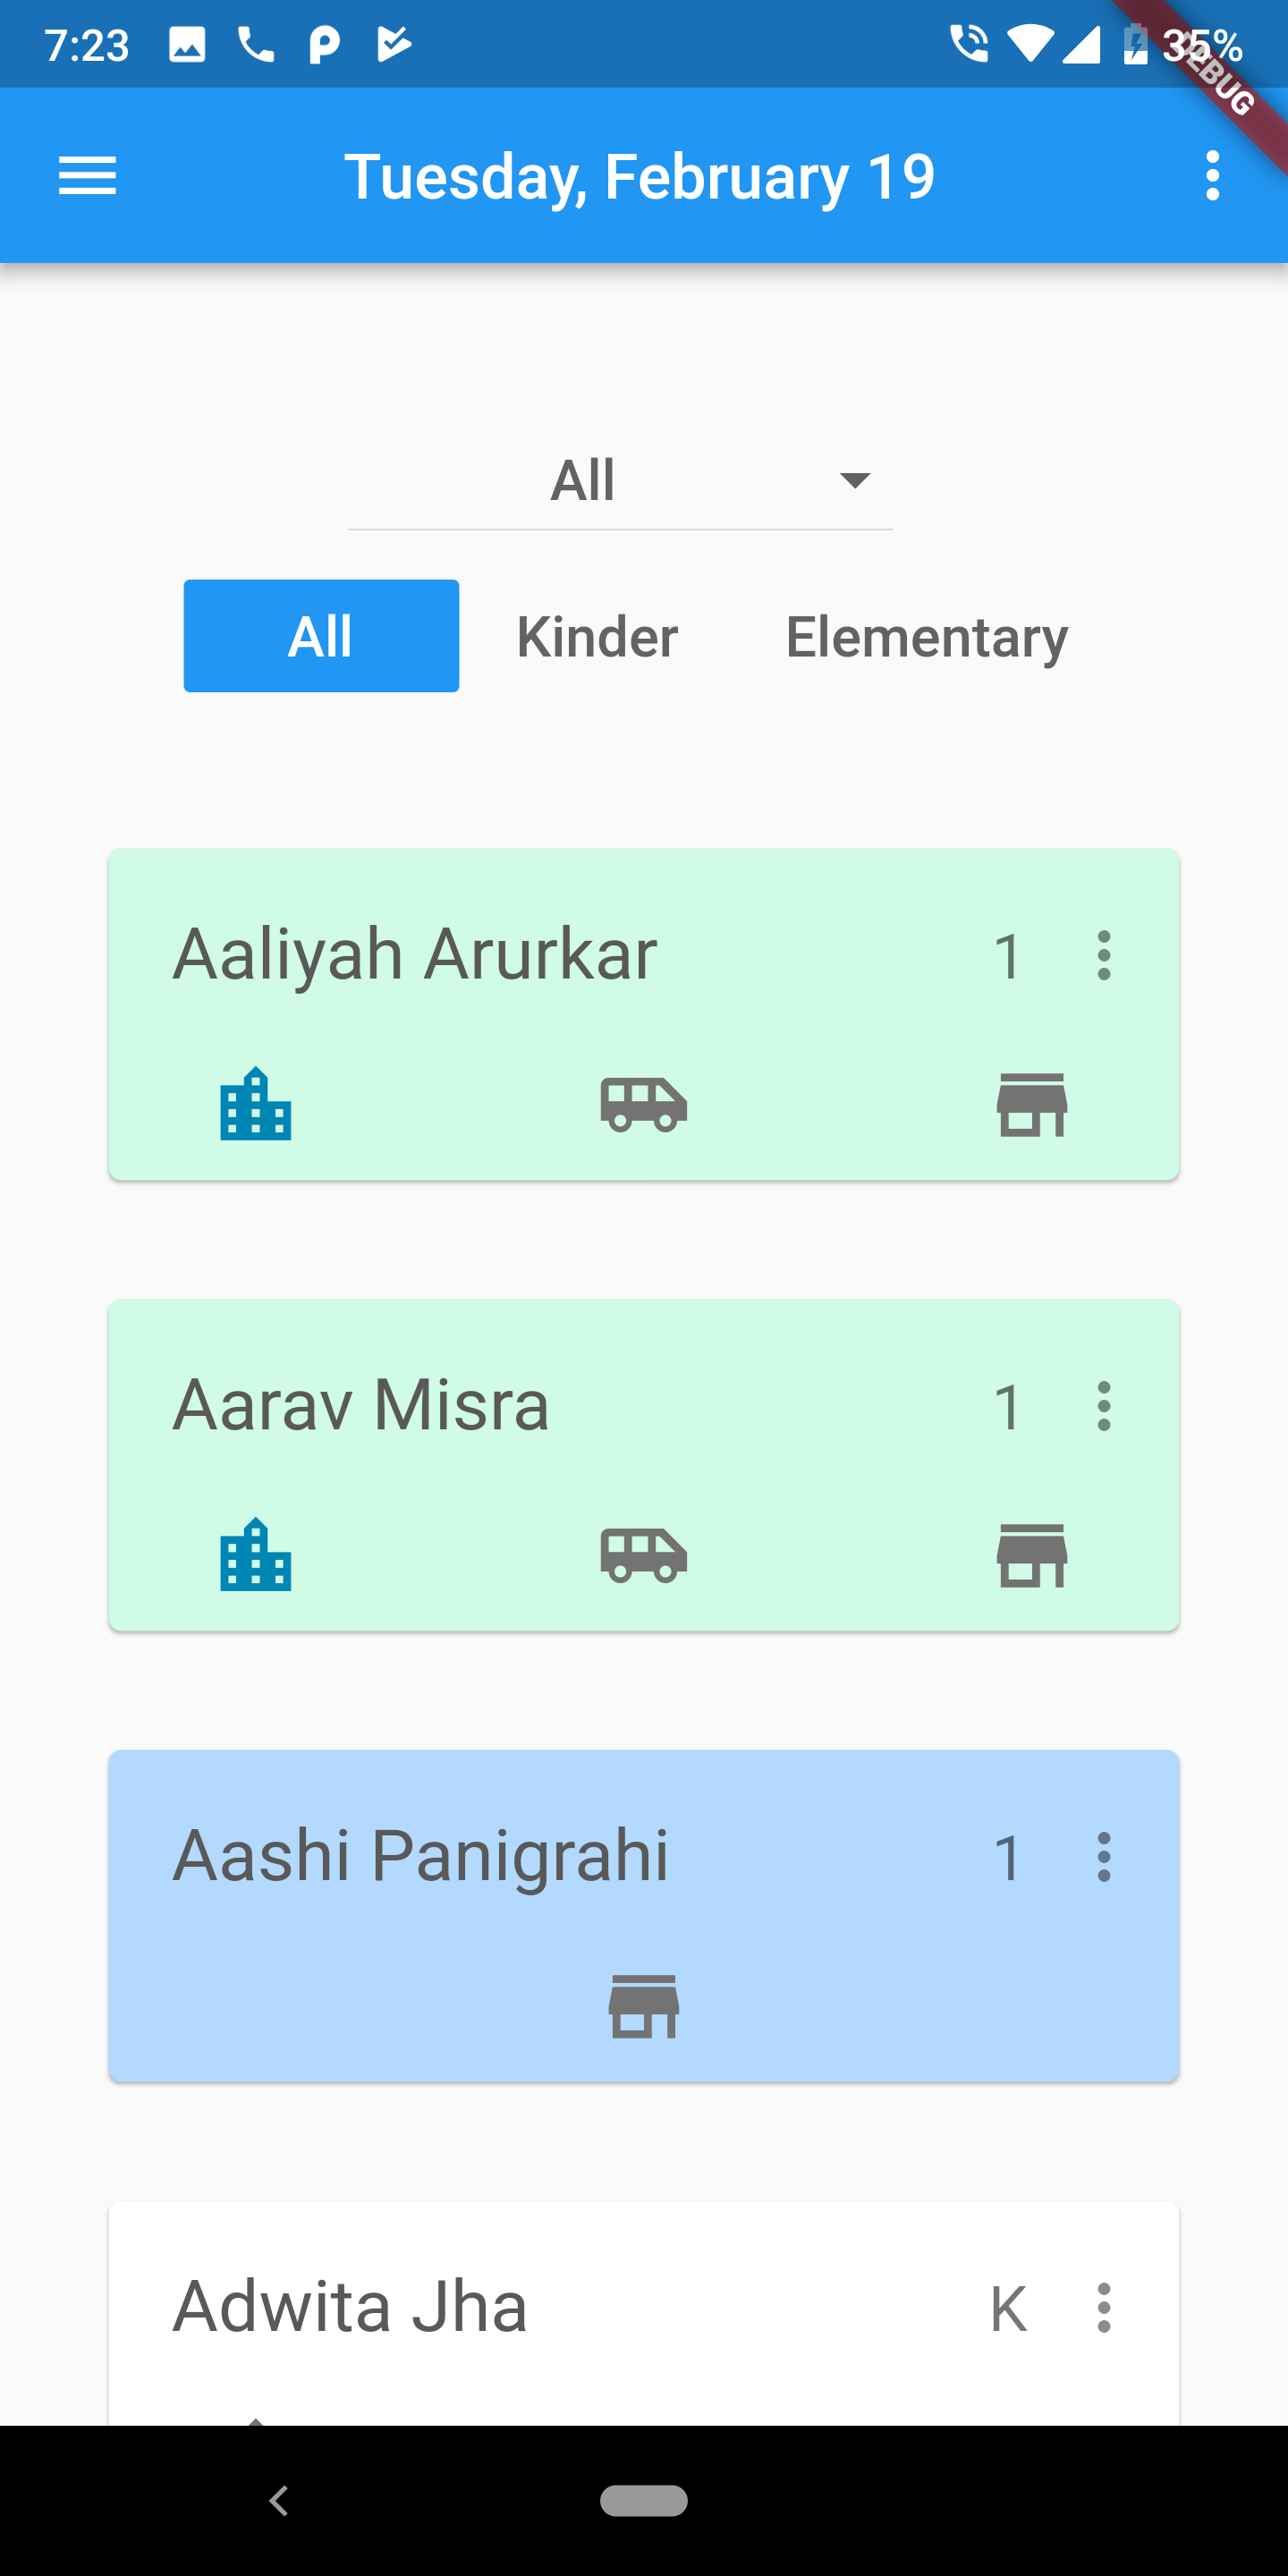 7:23 35%
DEBUG
Tuesday, February 19
All
All Kinder Elementary
Aaliyah Arurkar 1
Aarav Misra 1
Aashi Panigrahi 1
Adwita Jha K